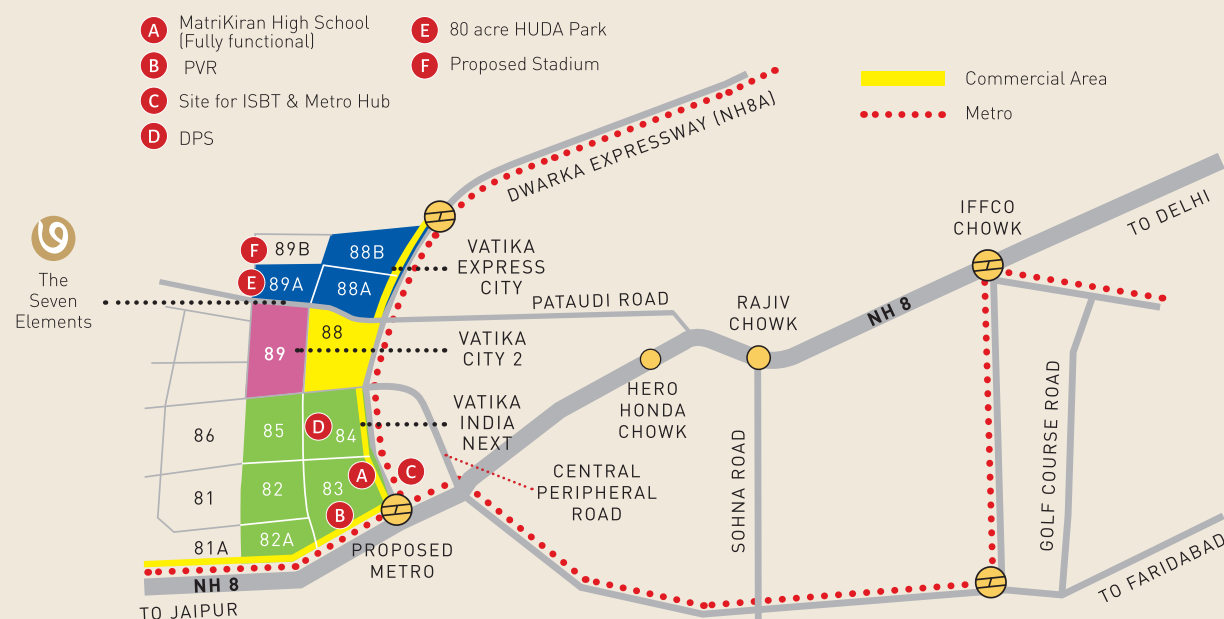 A MatriKiran High School
(Fully functional)
B PVR
C Site for ISBT & Metro Hub
D DPS
E 80 acre HUDA Park
F Proposed Stadium
Commercial Area
Metro
DWARKA EXPRESSWAY (NH8A)
IFFCO
CHOWK
TO DELHI
The
Seven
Elements
F 89B
88B
E 89A
88A
VATIKA
EXPRESS
CITY
PATAUDI ROAD
RAJIV
CHOWK
NH 8
88
89
VATIKA
CITY 2
HERO
HONDA
CHOWK
VATIKA
INDIA
NEXT
86
85
D 84
81
82
83
A
B
C
CENTRAL
PERIPHERAL
ROAD
SOHNA ROAD
GOLF COURSE ROAD
81A
82A
PROPOSED
METRO
NH 8
TO JAIPUR
TO FARIDABAD